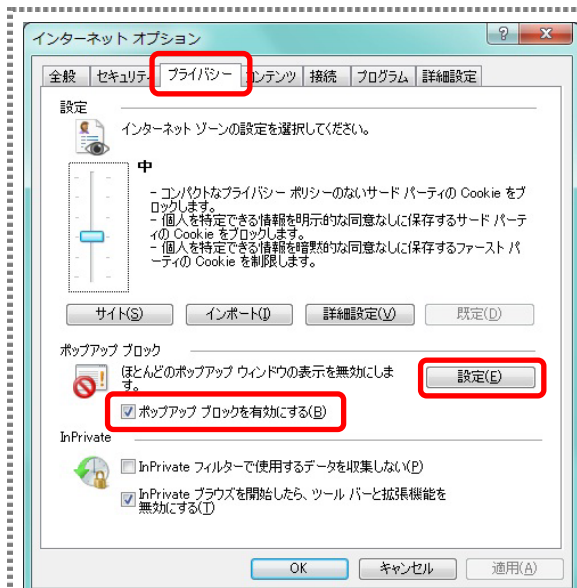 インターネット オプション
全般 セキュリティ プライバシー コンテンツ 接続 プログラム 詳細設定
設定
インターネット ゾーンの設定を選択してください。
中
- コンパクトなプライバシー ポリシーのないサード パーティの Cookie をブ
ロックします。
- 個人を特定できる情報を明示的な同意なしに保存するサード パーテ
ィの Cookie をブロックします。
- 個人を特定できる情報を暗黙的な同意なしに保存するファースト パ
ーティの Cookie を制限します。
サイト(S) インポート(I) 詳細設定(V) 既定(D)
ポップアップ ブロック
ほとんどのポップアップ ウィンドウの表示を無効にしま
す。
設定(E)
ポップアップ ブロックを有効にする(B)
InPrivate
InPrivate フィルターで使用するデータを収集しない(P)
InPrivate ブラウズを開始したら、ツール バーと拡張機能を
無効にする(T)
OK キャンセル 適用(A)